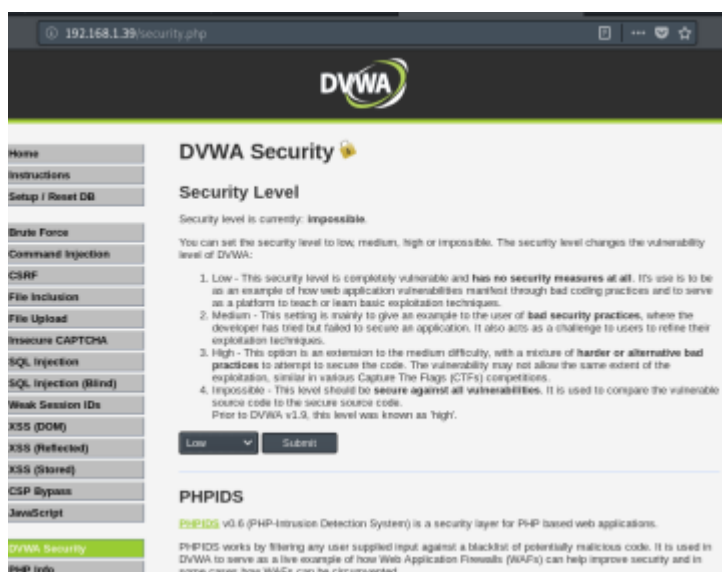 192.168.1.39/security.php
DVWA
Home
Instructions
Setup / Reset DB
Brute Force
Command Injection
CSRF
File Inclusion
File Upload
Insecure CAPTCHA
SQL Injection
SQL Injection (Blind)
Weak Session IDs
XSS (DOM)
XSS (Reflected)
XSS (Stored)
CSP Bypass
JavaScript
DVWA Security
PHP Info
DVWA Security
Security Level
Security level is currently: impossible.
You can set the security level to low, medium, high or impossible. The security level changes the vulnerability
level of DVWA:
1. Low - This security level is completely vulnerable and has no security measures at all. It's use is to be
as an example of how web application vulnerabilities manifest through bad coding practices and to serve
as a platform to teach or learn basic exploitation techniques.
2. Medium - This setting is mainly to give an example to the user of bad security practices, where the
developer has tried but failed to secure an application. It also acts as a challenge to users to refine their
exploitation techniques.
3. High - This option is an extension to the medium difficulty, with a mixture of harder or alternative bad
practices to attempt to secure the code. The vulnerability may not allow the same extent of the
exploitation, similar in various Capture The Flags (CTFs) competitions.
4. Impossible - This level should be secure against all vulnerabilities. It is used to compare the vulnerable
source code to the secure source code.
Prior to DVWA v1.9, this level was known as 'high'.
Low
Submit
PHPIDS
PHPIDS v0.6 (PHP-Intrusion Detection System) is a security layer for PHP based web applications.
PHPIDS works by filtering any user supplied input against a blacklist of potentially malicious code. It is used in
DVWA to serve as a live example of how Web Application Firewalls (WAFs) can help improve security and in
some cases how WAFs can be circumvented